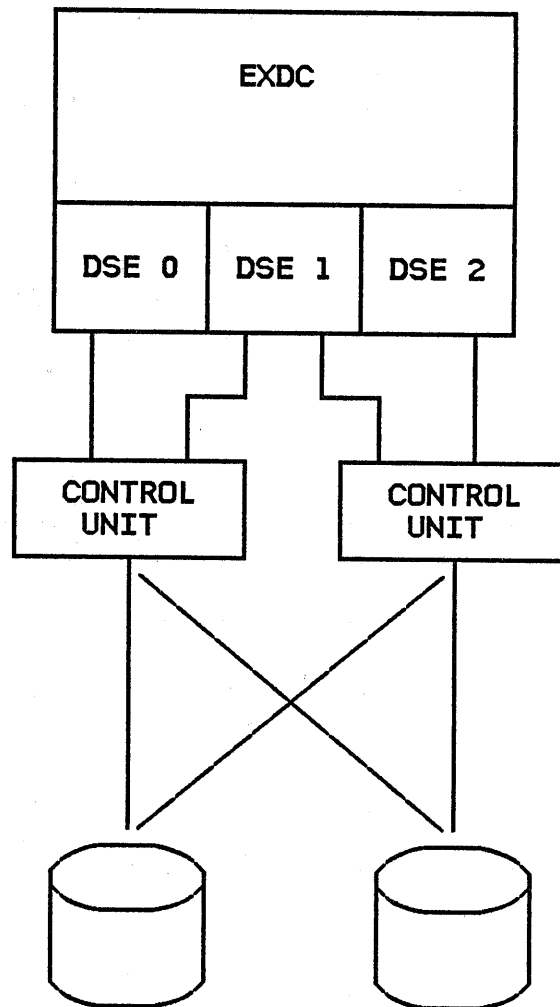 EXDC
DSE 0
DSE 1
DSE 2
CONTROL
UNIT
CONTROL
UNIT